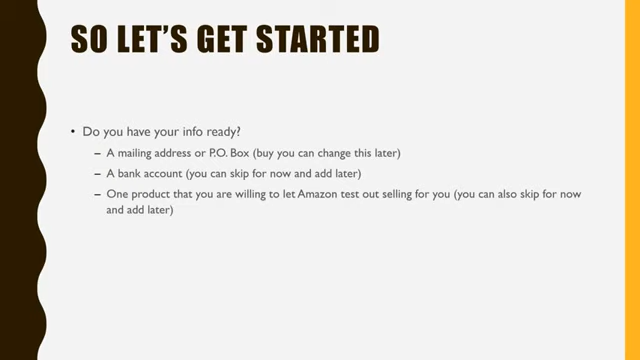 SO LET'S GET STARTED
• Do you have your info ready?
– A mailing address or P.O. Box (buy you can change this later)
– A bank account (you can skip for now and add later)
– One product that you are willing to let Amazon test out selling for you (you can also skip for now
and add later)